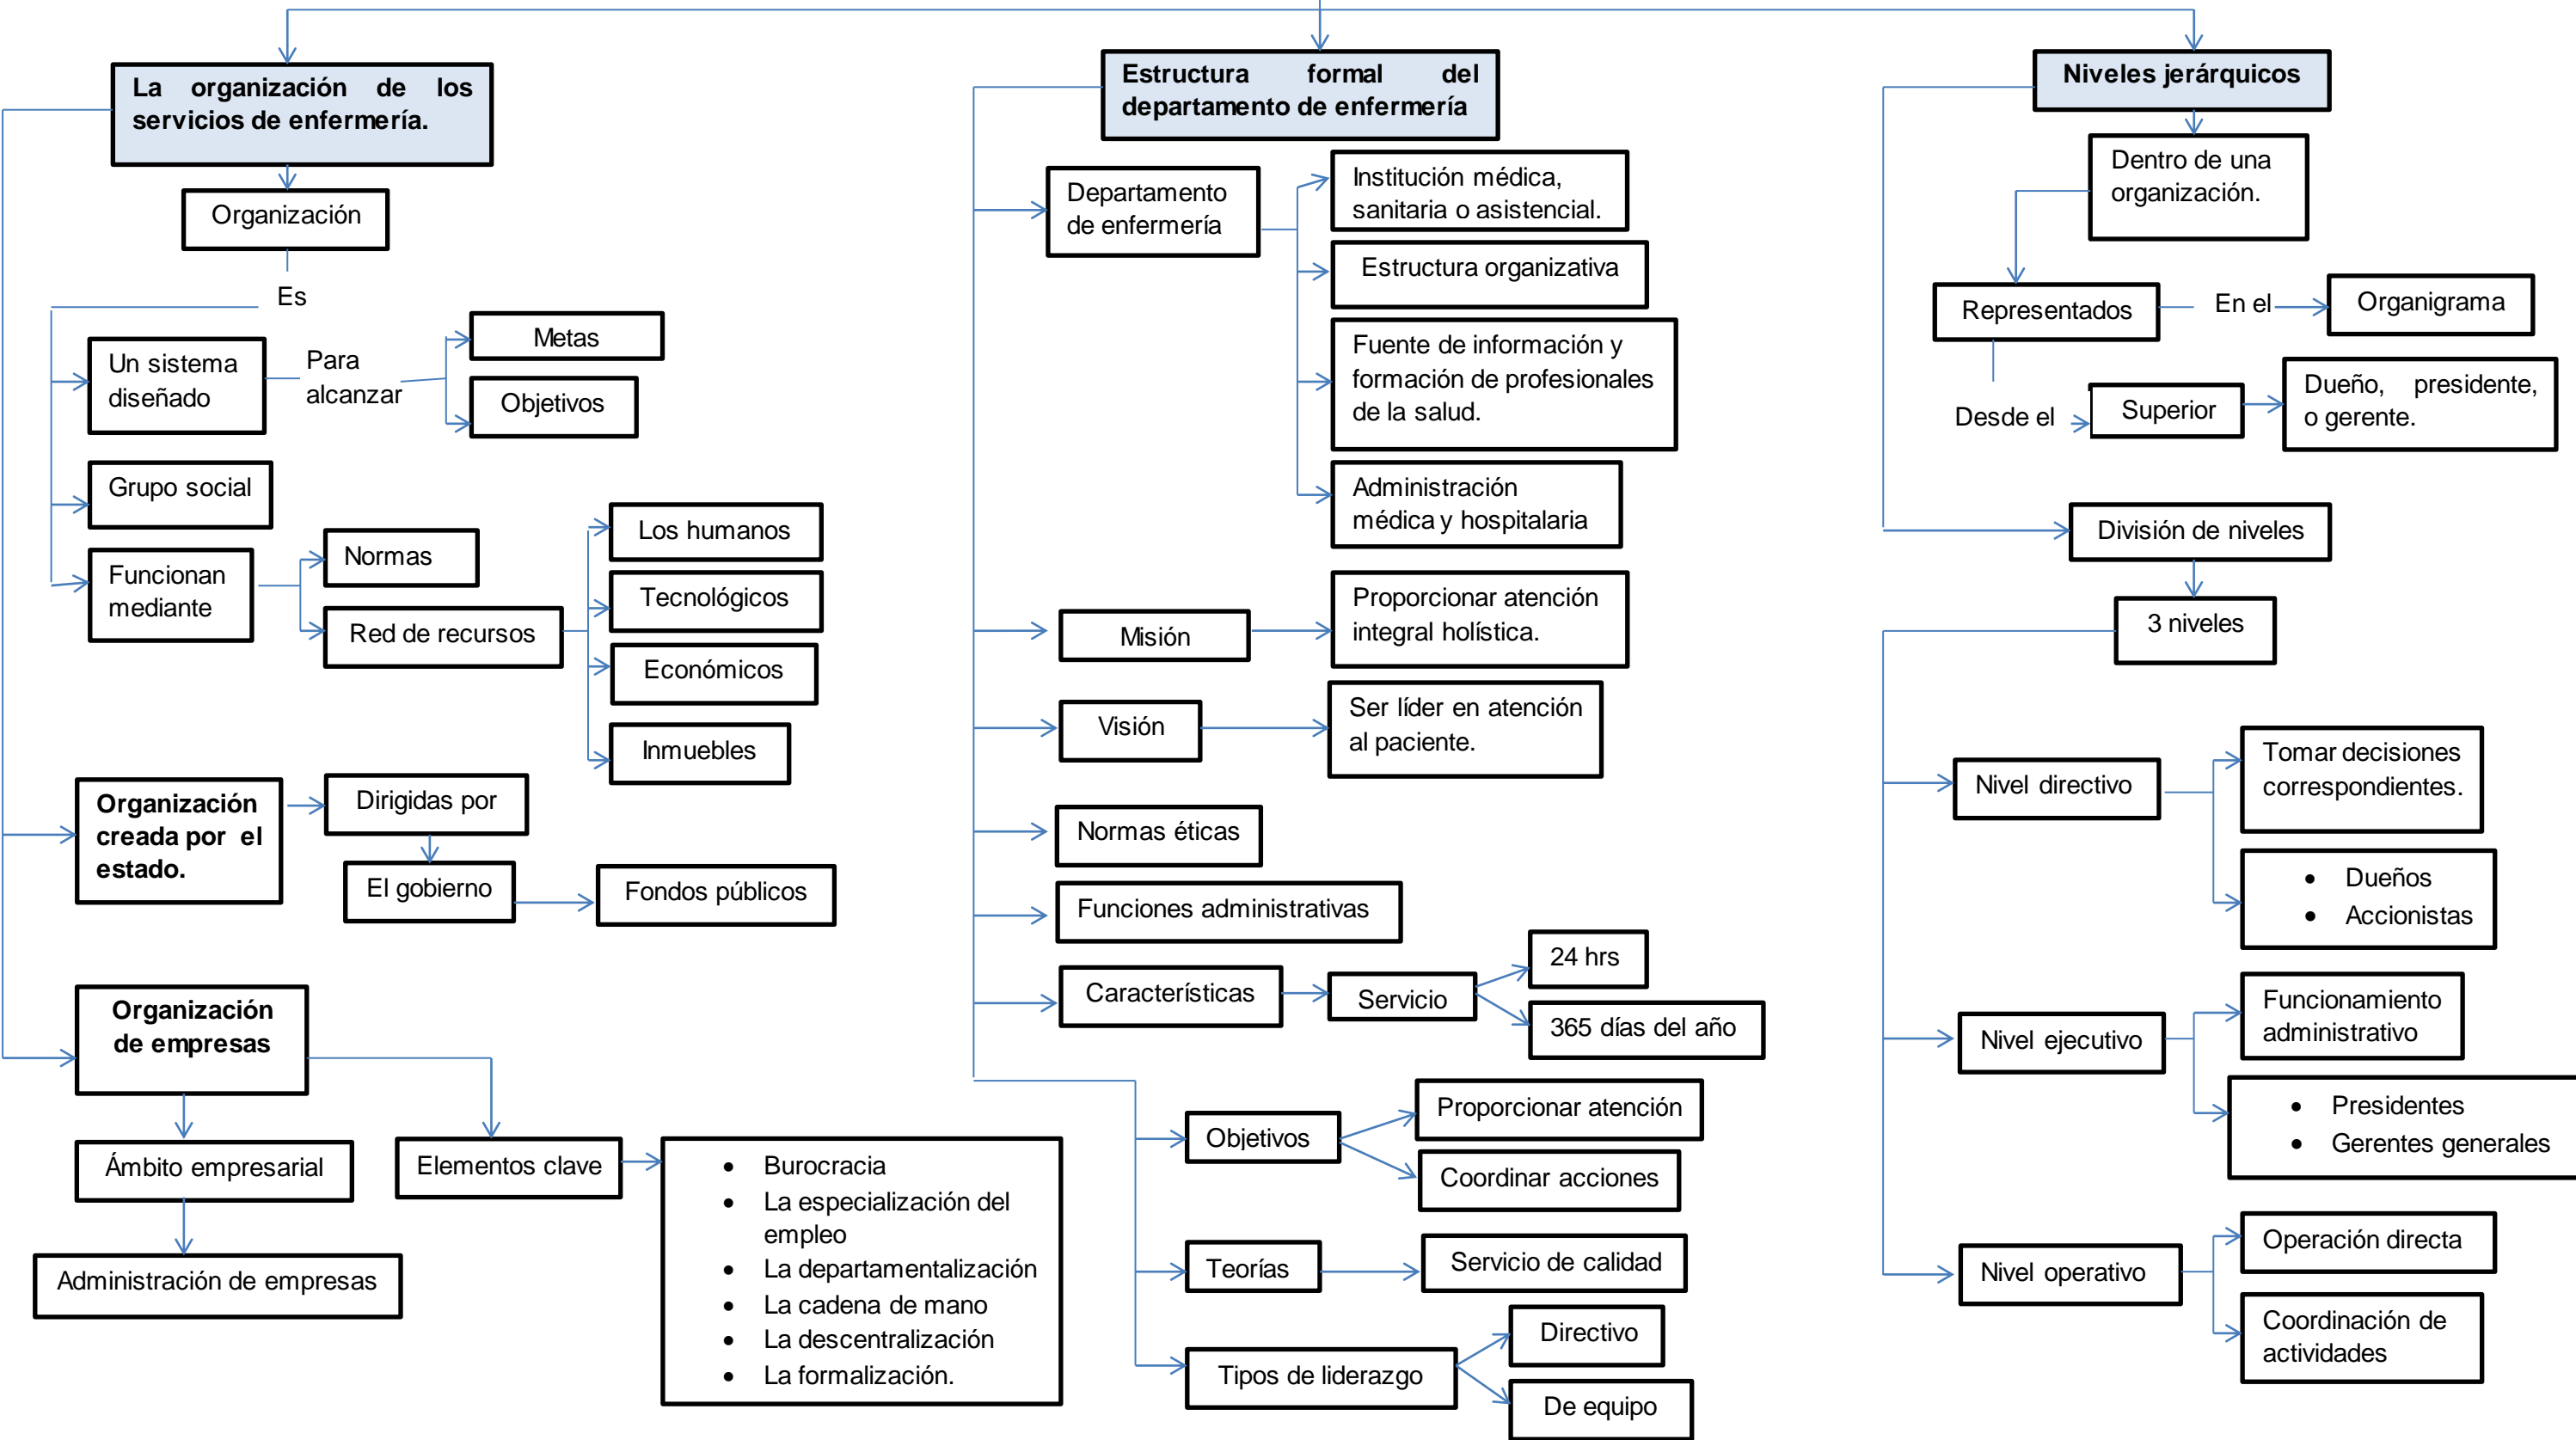 La organización de los
servicios de enfermería.
Organización
Es
Un sistema
diseñado
Para
alcanzar
Metas
Objetivos
Grupo social
Funcionan
mediante
Normas
Red de recursos
Los humanos
Tecnológicos
Económicos
Inmuebles
Organización
creada por el
estado.
Dirigidas por
El gobierno
Fondos públicos
Organización
de empresas
Ámbito empresarial
Administración de empresas
Elementos clave
• Burocracia
• La especialización del
empleo
• La departamentalización
• La cadena de mano
• La descentralización
• La formalización.
Estructura formal del
departamento de enfermería
Departamento
de enfermería
Institución médica,
sanitaria o asistencial.
Estructura organizativa
Fuente de información y
formación de profesionales
de la salud.
Administración
médica y hospitalaria
Misión
Proporcionar atención
integral holística.
Visión
Ser líder en atención
al paciente.
Normas éticas
Funciones administrativas
Características
Servicio
24 hrs
365 días del año
Objetivos
Proporcionar atención
Coordinar acciones
Teorías
Servicio de calidad
Tipos de liderazgo
Directivo
De equipo
Niveles jerárquicos
Dentro de una
organización.
Representados
En el
Organigrama
Desde el
Superior
Dueño, presidente,
o gerente.
División de niveles
3 niveles
Nivel directivo
Tomar decisiones
correspondientes.
• Dueños
• Accionistas
Nivel ejecutivo
Funcionamiento
administrativo
• Presidentes
• Gerentes generales
Nivel operativo
Operación directa
Coordinación de
actividades